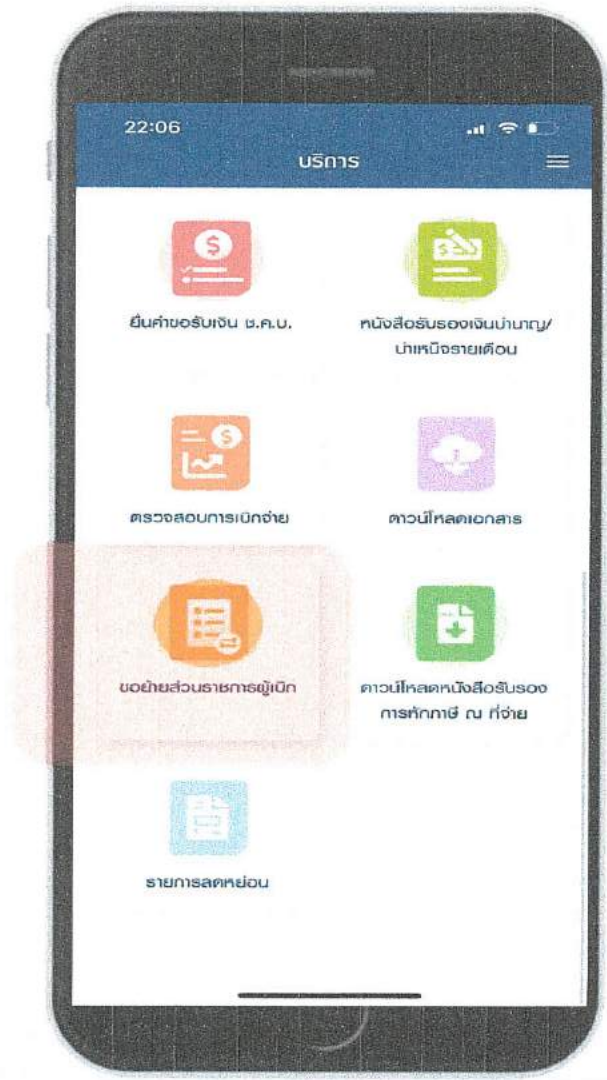 22:06
บริการ
ยื่นคำขอรับเงิน ช.ค.บ.
หนังสือรับรองเงินบำนาญ/
บำเหน็จรายเดือน
ตรวจสอบการเบิกจ่าย
ดาวน์โหลดเอกสาร
ขอย้ายส่วนราชการผู้เบิก
ดาวน์โหลดหนังสือรับรอง
การหักภาษี ณ ที่จ่าย
รายการลดหย่อน